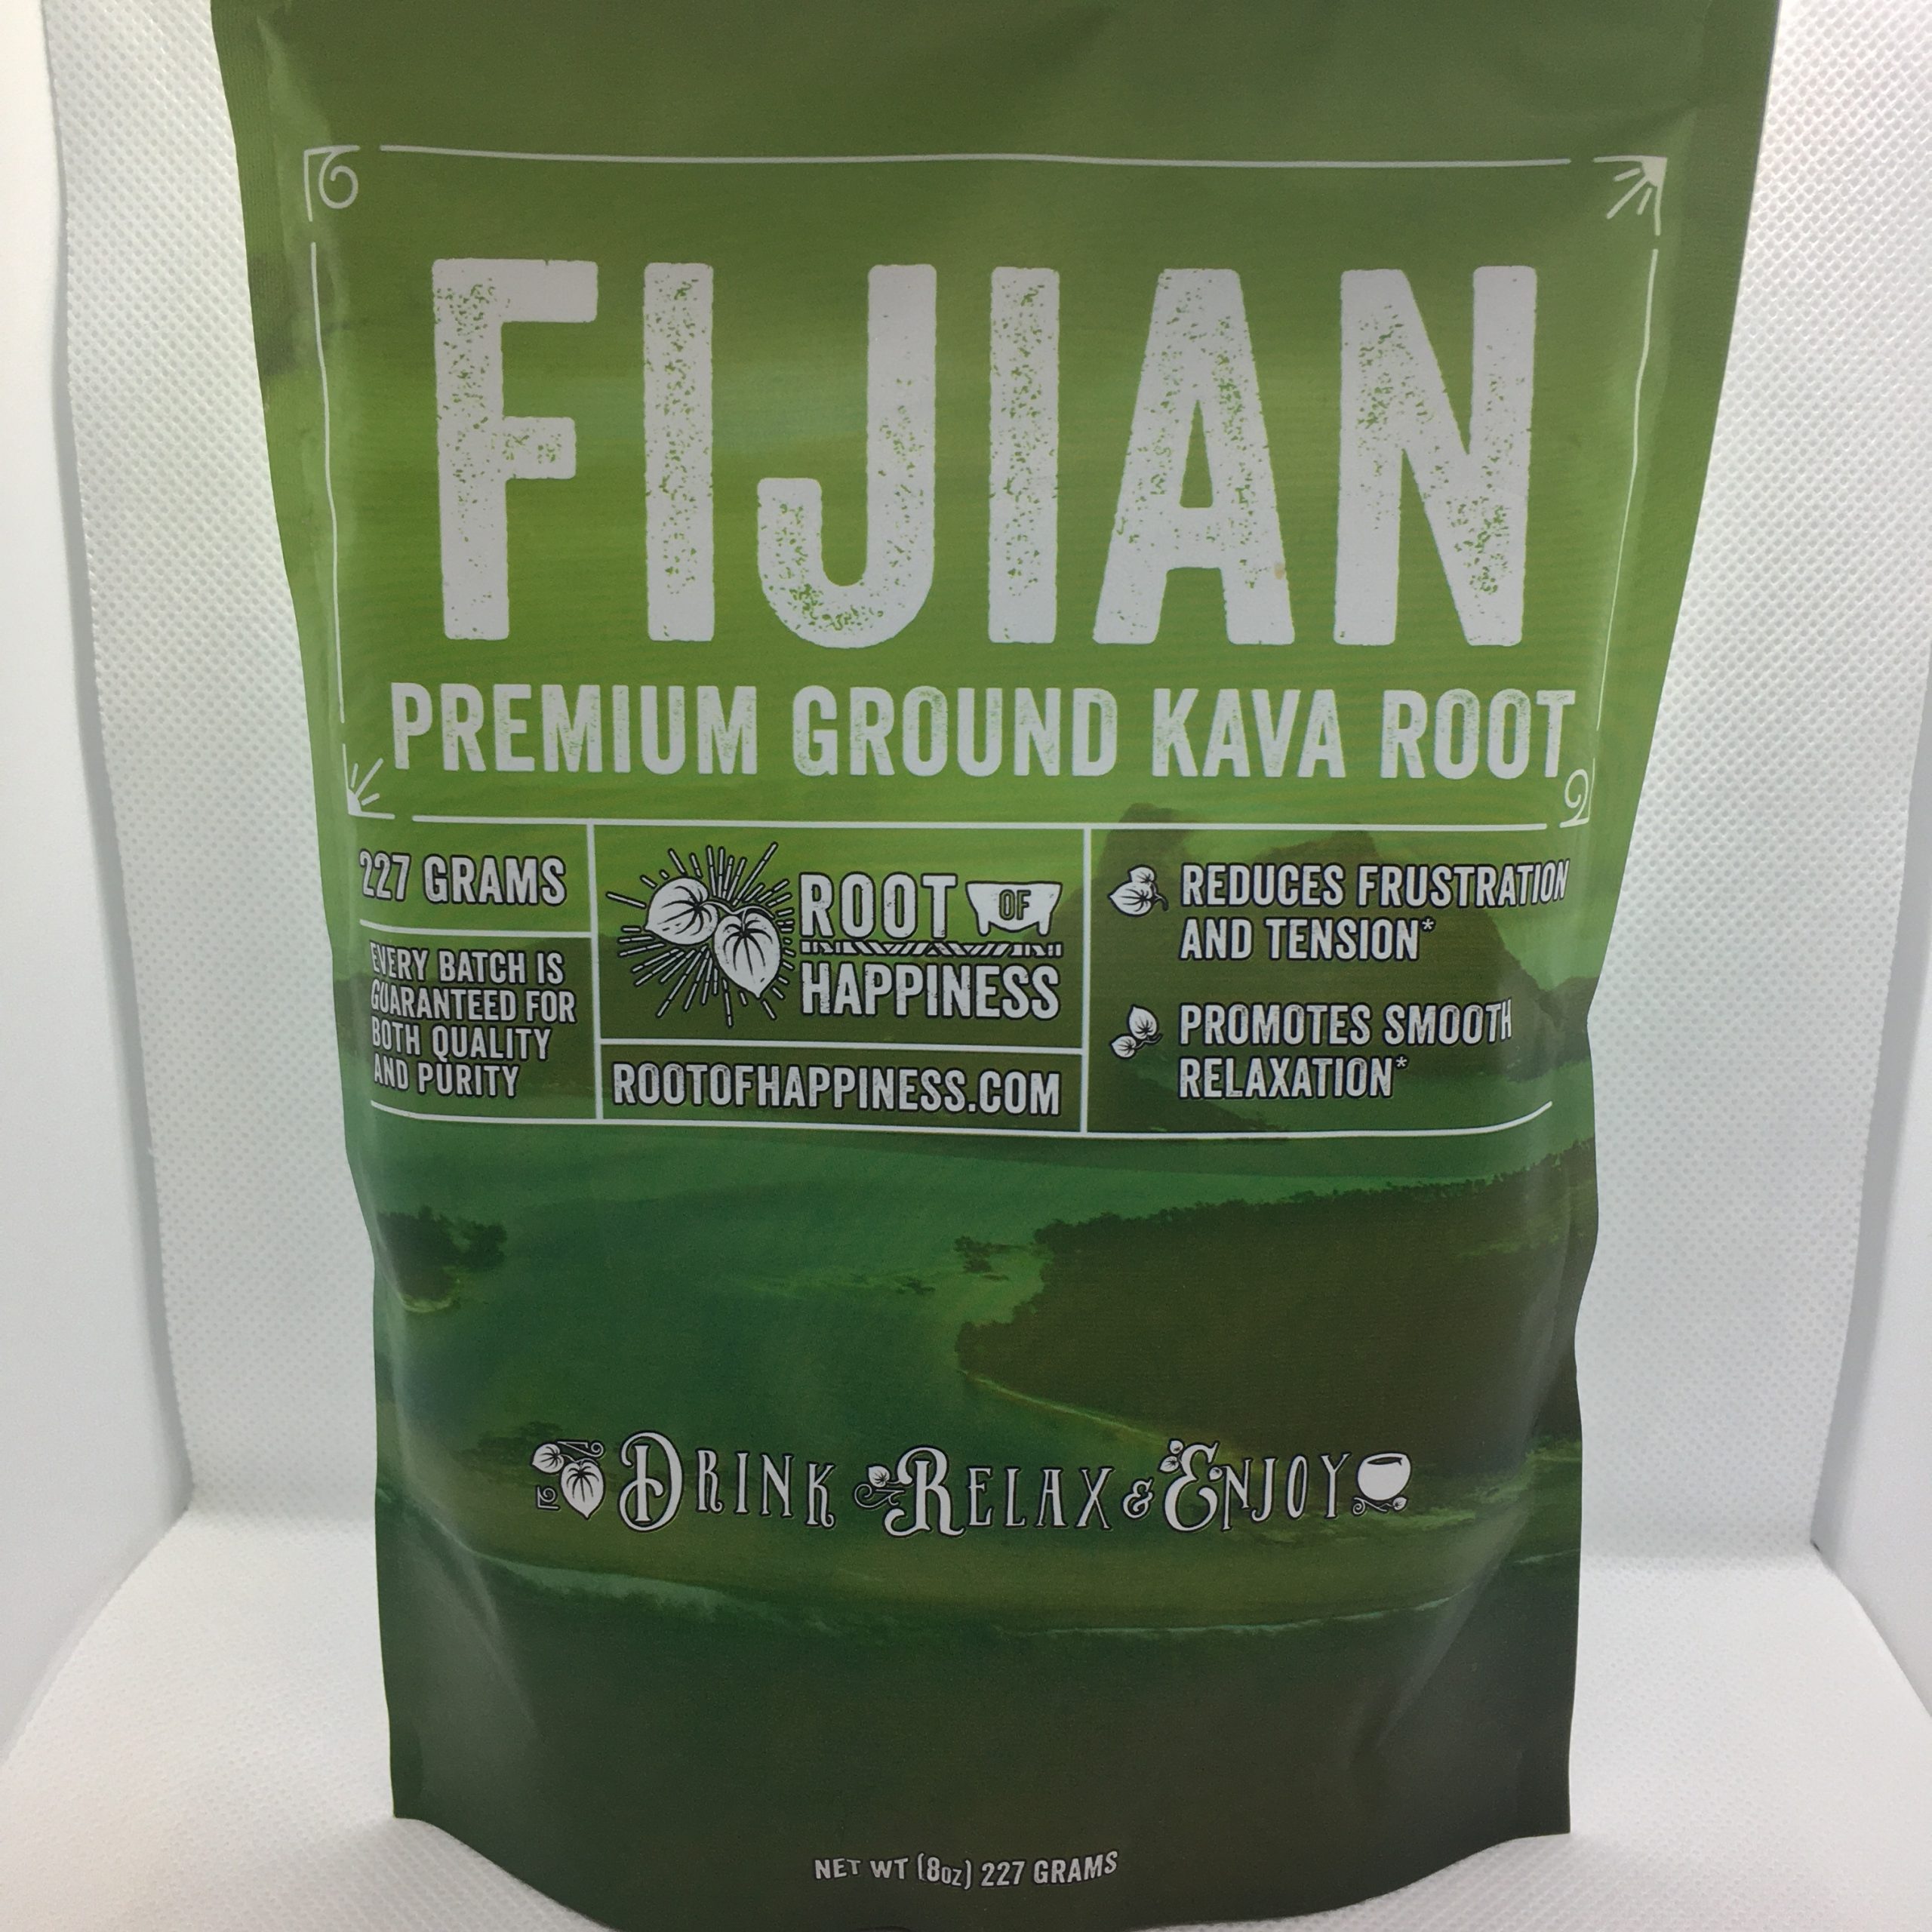 FIJIAN
PREMIUM GROUND KAVA ROOT
227 GRAMS
EVERY BATCH IS
GUARANTEED FOR
BOTH QUALITY
AND PURITY
ROOT OF
HAPPINESS
ROOTOFHAPPINESS.COM
REDUCES FRUSTRATION
AND TENSION*
PROMOTES SMOOTH
RELAXATION*
DRINK RELAX & ENJOY
NET WT (8oz) 227 GRAMS